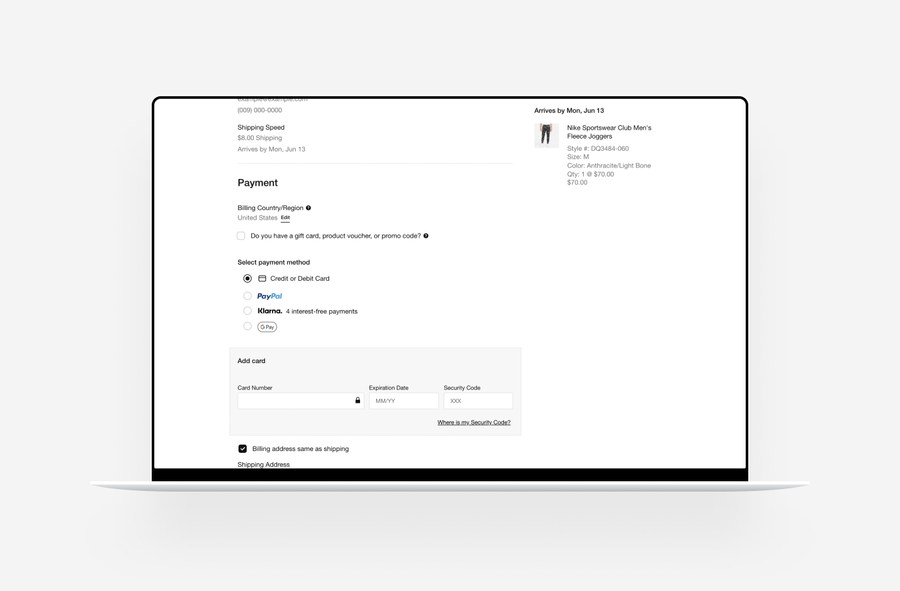 example@example.com
(009) 000-0000
Shipping Speed
$8.00 Shipping
Arrives by Mon, Jun 13
Payment
Billing Country/Region
United States Edit
Do you have a gift card, product voucher, or promo code?
Select payment method
Credit or Debit Card
PayPal
Klarna. 4 interest-free payments
G Pay
Add card
Card Number
Expiration Date
Security Code
MM/YY
XXX
Where is my Security Code?
Billing address same as shipping
Shipping Address
Arrives by Mon, Jun 13
Nike Sportswear Club Men's
Fleece Joggers
Style #: DQ3484-060
Size: M
Color: Anthracite/Light Bone
Qty: 1 @ $70.00
$70.00